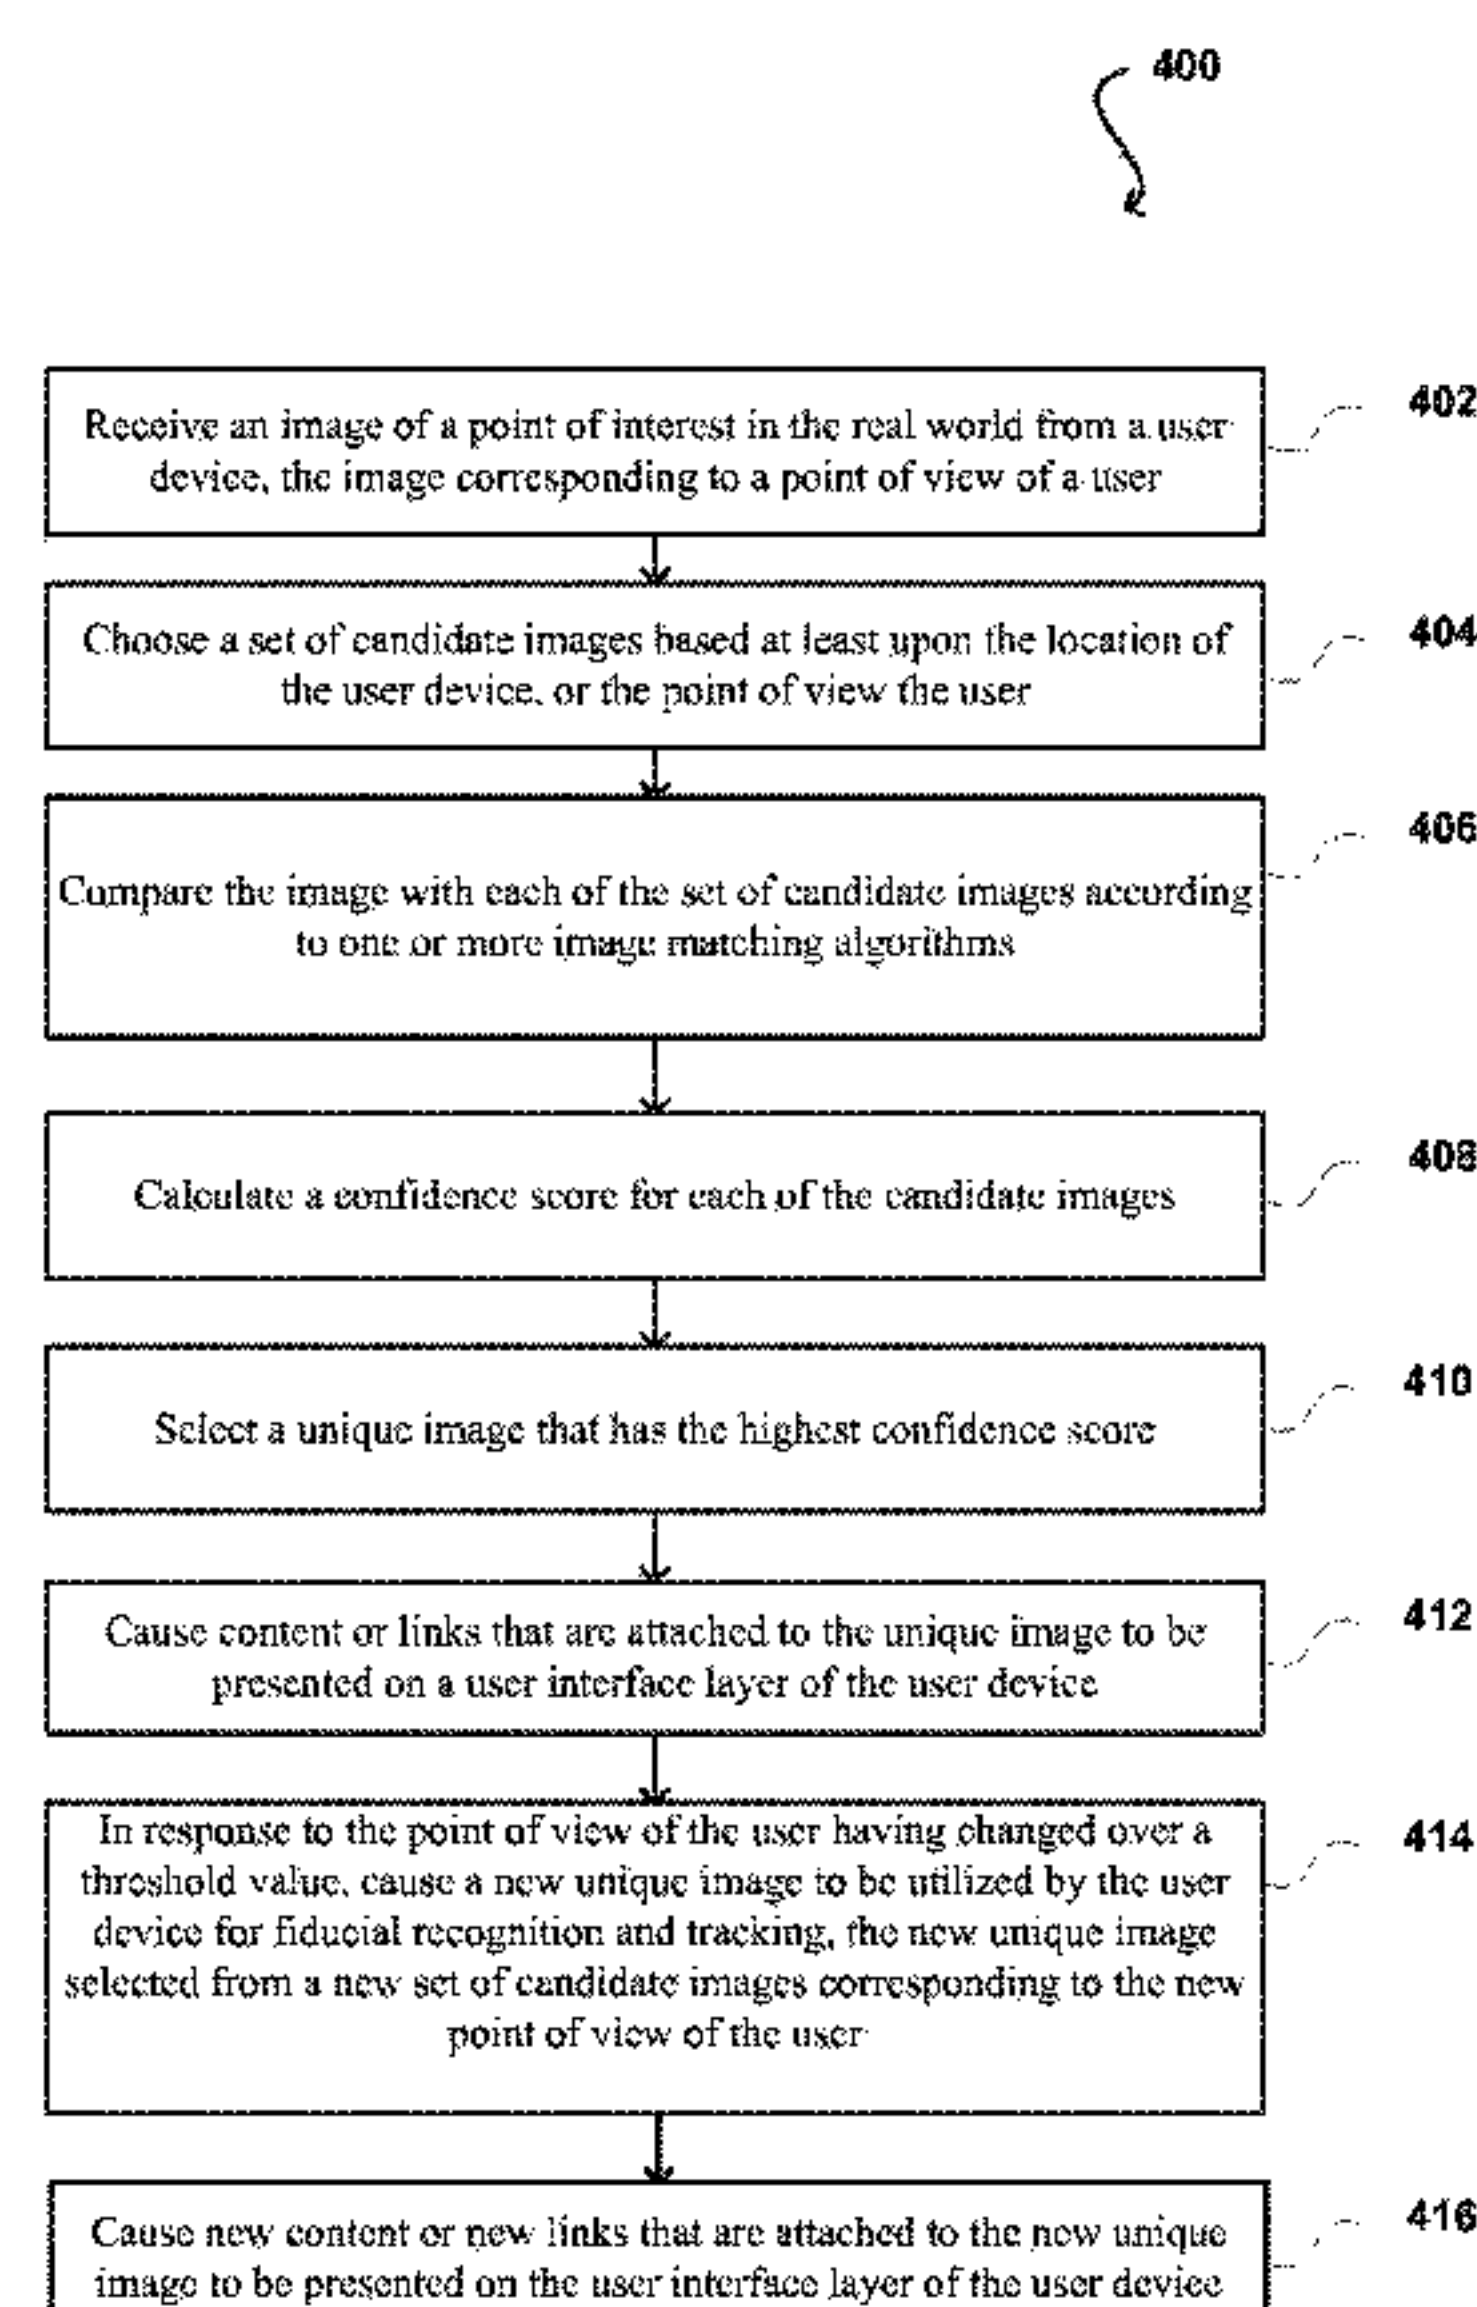 400
402
Receive an image of a point of interest in the real world from a user
device, the image corresponding to a point of view of a user
404
Choose a set of candidate images based at least upon the location of
the user device, or the point of view the user
406
Compare the image with each of the set of candidate images according
to one or more image matching algorithms
408
Calculate a confidence score for each of the candidate images
410
Select a unique image that has the highest confidence score
412
Cause content or links that are attached to the unique image to be
presented on a user interface layer of the user device
414
In response to the point of view of the user having changed over a
threshold value, cause a new unique image to be utilized by the user
device for fiducial recognition and tracking, the new unique image
selected from a new set of candidate images corresponding to the new
point of view of the user
416
Cause new content or new links that are attached to the new unique
image to be presented on the user interface layer of the user device